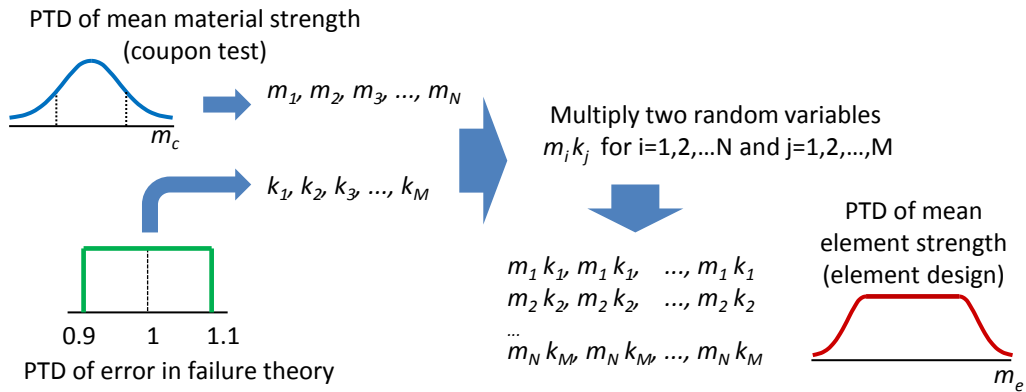 PTD of mean material strength
(coupon test)
m_c
m_1, m_2, m_3, ..., m_N
k_1, k_2, k_3, ..., k_M
0.9 1 1.1
PTD of error in failure theory
Multiply two random variables
m_i k_j for i=1,2,...N and j=1,2,...,M
m_1 k_1, m_1 k_1, ..., m_1 k_1
m_2 k_2, m_2 k_2, ..., m_2 k_2
...
m_N k_M, m_N k_M, ..., m_N k_M
PTD of mean
element strength
(element design)
m_e